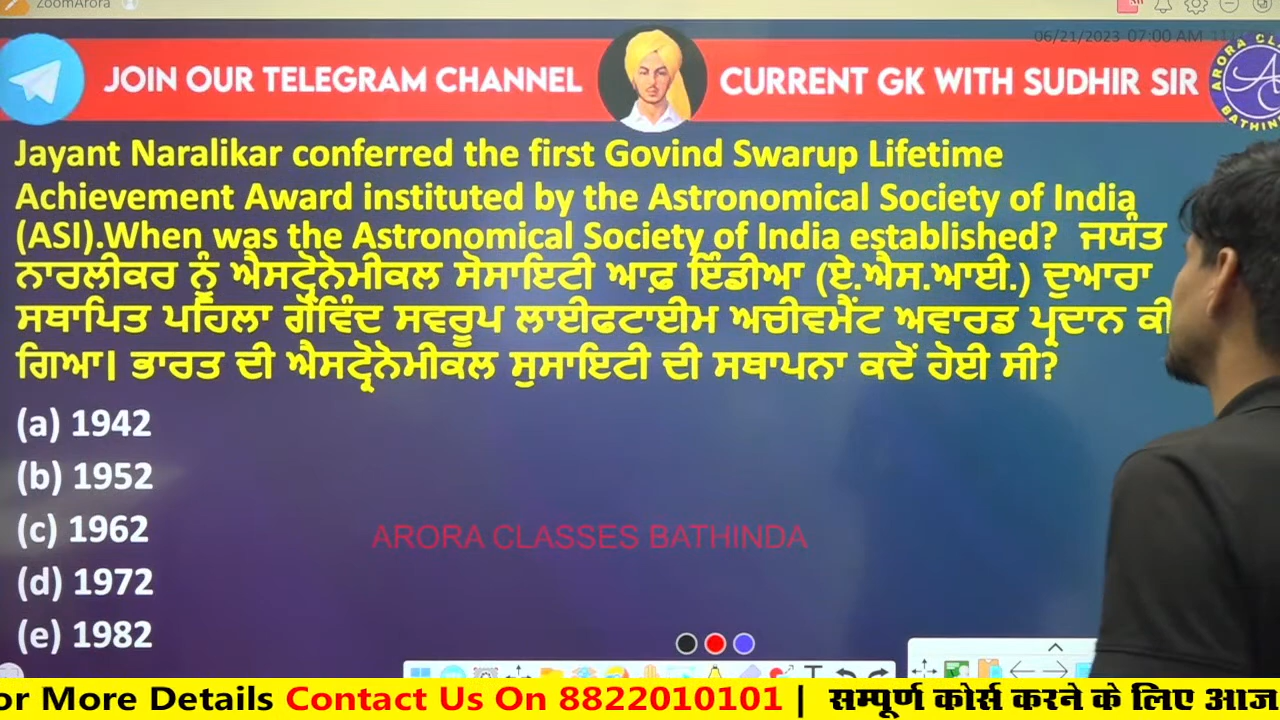 ZoomArora
06/21/2023 07:00 AM
JOIN OUR TELEGRAM CHANNEL
CURRENT GK WITH SUDHIR SIR
ARORA CL
BATHIN
Jayant Naralikar conferred the first Govind Swarup Lifetime
Achievement Award instituted by the Astronomical Society of India
(ASI).When was the Astronomical Society of India established? ਜਯੰਤ
ਨਾਰਲੀਕਰ ਨੂੰ ਐਸਟ੍ਰੋਨੋਮੀਕਲ ਸੋਸਾਇਟੀ ਆਫ਼ ਇੰਡੀਆ (ਏ.ਐਸ.ਆਈ.) ਦੁਆਰਾ
ਸਥਾਪਿਤ ਪਹਿਲਾ ਗੋਵਿੰਦ ਸਵਰੂਪ ਲਾਈਫਟਾਈਮ ਅਚੀਵਮੈਂਟ ਅਵਾਰਡ ਪ੍ਰਦਾਨ ਕੀ
ਗਿਆ। ਭਾਰਤ ਦੀ ਐਸਟ੍ਰੋਨੋਮੀਕਲ ਸੁਸਾਇਟੀ ਦੀ ਸਥਾਪਨਾ ਕਦੋਂ ਹੋਈ ਸੀ?
(a) 1942
(b) 1952
(c) 1962
ARORA CLASSES BATHINDA
(d) 1972
(e) 1982
or More Details Contact Us On 8822010101 | सम्पूर्ण कोर्स करने के लिए आज